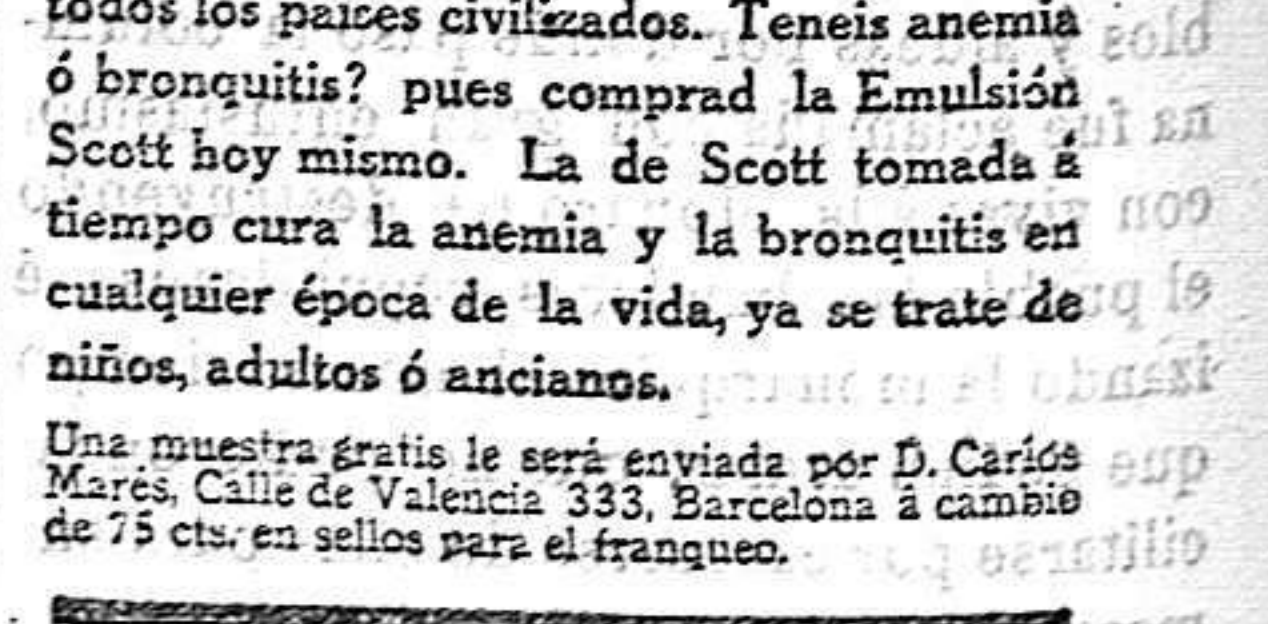 todos los paises civilizados. Teneis anemia
ó bronquitis? pues comprad la Emulsión
Scott hoy mismo. La de Scott tomada á
tiempo cura la anemia y la bronquitis en
cualquier época de la vida, ya se trate de
niños, adultos ó ancianos.
Una muestra gratis le será enviada por D. Carlos
Marés, Calle de Valencia 333, Barcelona á cambio
de 75 cts. en sellos para el franqueo.